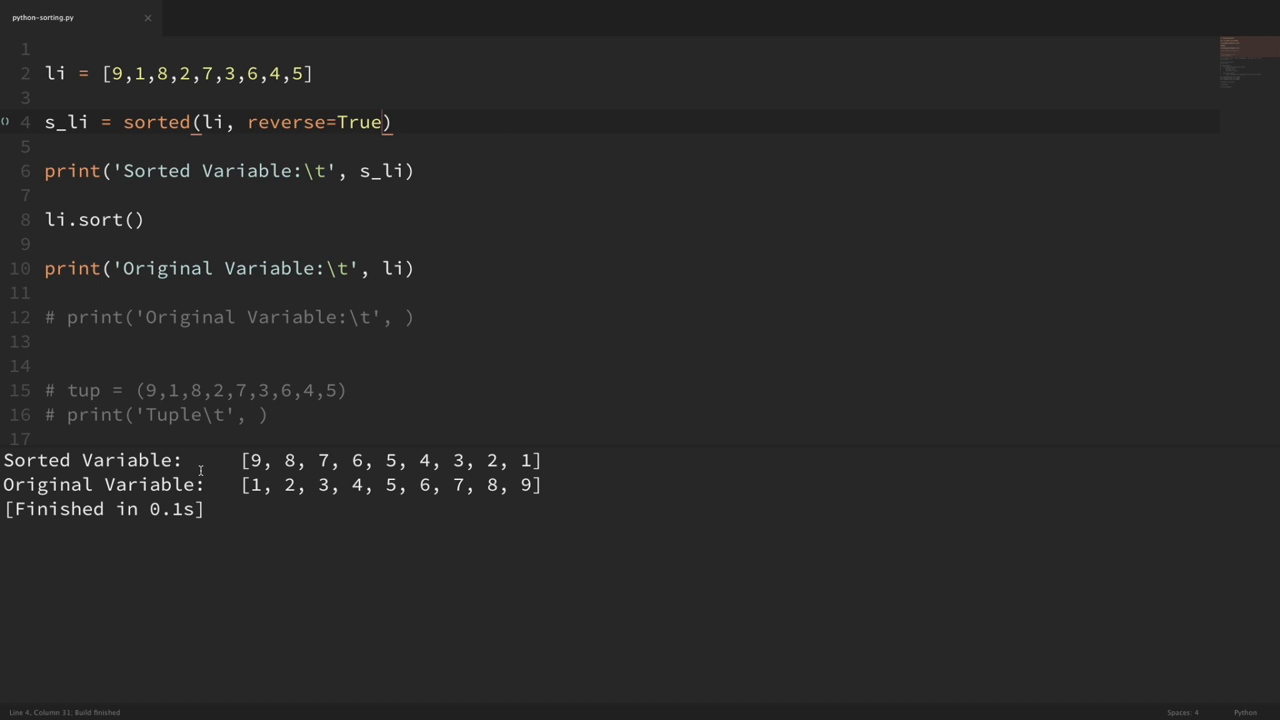 python-sorting.py ×
1
2 li = [9,1,8,2,7,3,6,4,5]
3
() 4 s_li = sorted(li, reverse=True)
5
6 print('Sorted Variable:\t', s_li)
7
8 li.sort()
9
10 print('Original Variable:\t', li)
11
12 # print('Original Variable:\t', )
13
14
15 # tup = (9,1,8,2,7,3,6,4,5)
16 # print('Tuple\t', )
17
Sorted Variable: [9, 8, 7, 6, 5, 4, 3, 2, 1]
Original Variable: [1, 2, 3, 4, 5, 6, 7, 8, 9]
[Finished in 0.1s]
Line 4, Column 31: Build finished Spaces: 4 Python